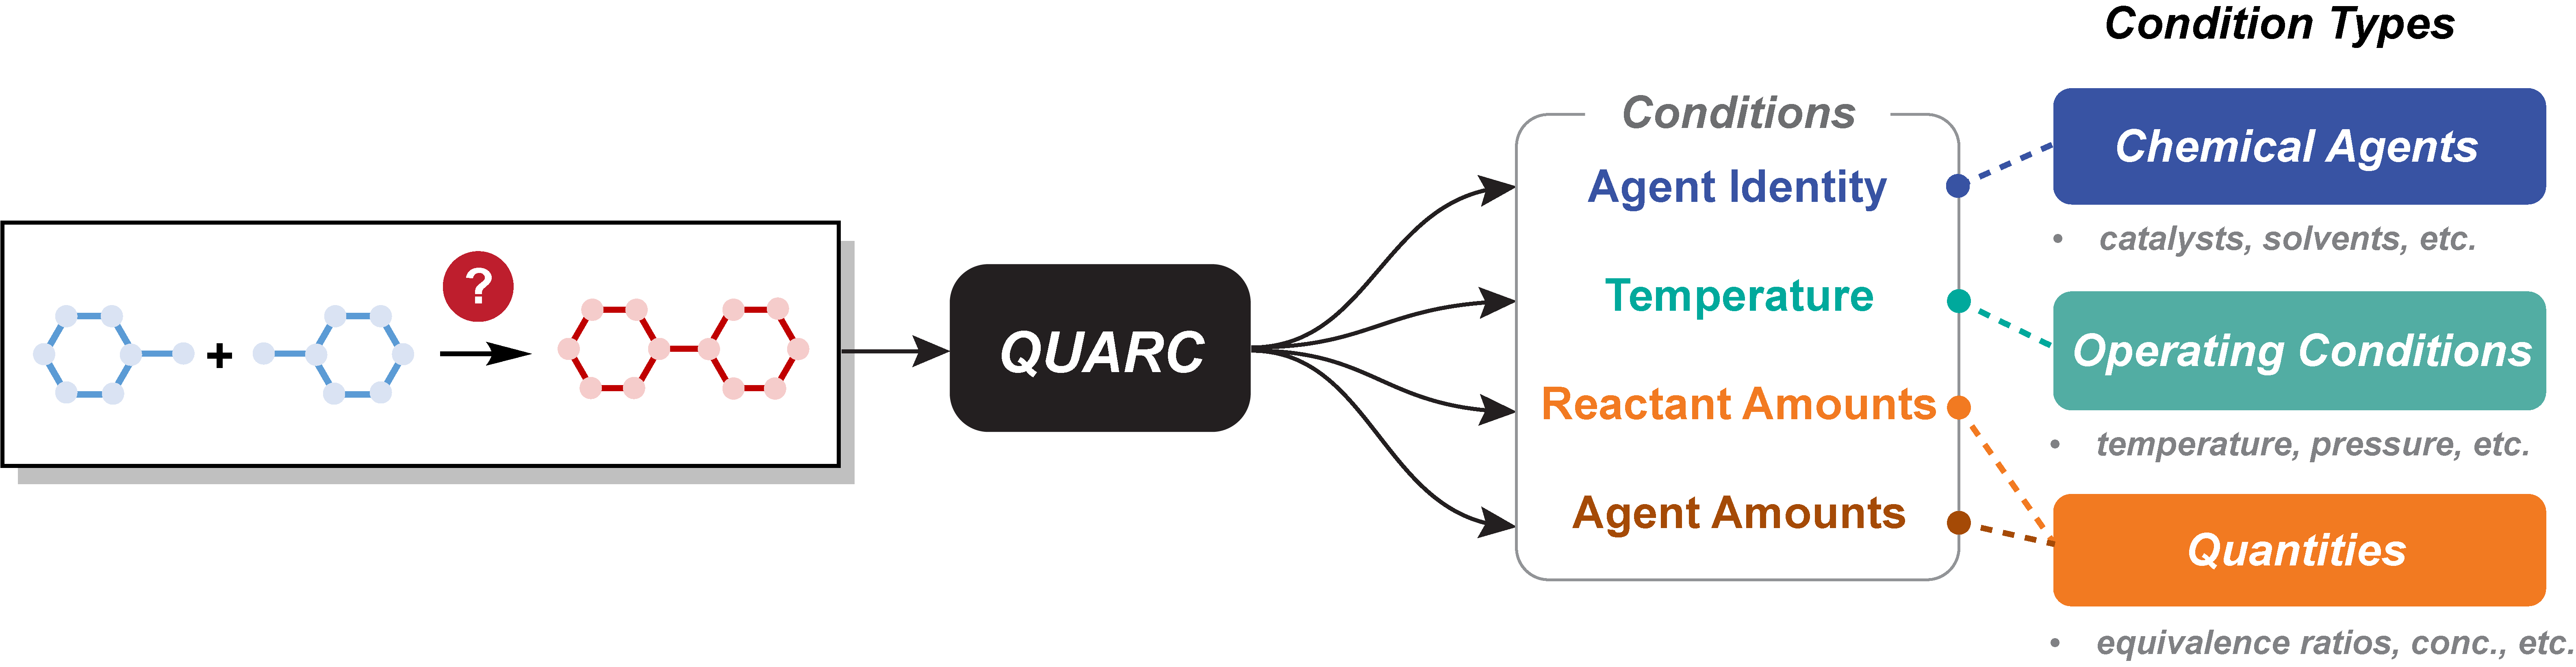 Condition Types
?
+
QUARC
Conditions
Agent Identity
Temperature
Reactant Amounts
Agent Amounts
Chemical Agents
• catalysts, solvents, etc.
Operating Conditions
• temperature, pressure, etc.
Quantities
• equivalence ratios, conc., etc.